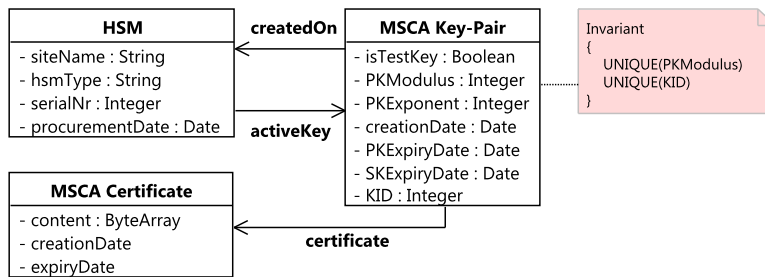 HSM
- siteName : String
- hsmType : String
- serialNr : Integer
- procurementDate : Date
createdOn
activeKey
MSCA Key-Pair
- isTestKey : Boolean
- PKModulus : Integer
- PKExponent : Integer
- creationDate : Date
- PKExpiryDate : Date
- SKExpiryDate : Date
- KID : Integer
Invariant
{
UNIQUE(PKModulus)
UNIQUE(KID)
}
MSCA Certificate
- content : ByteArray
- creationDate
- expiryDate
certificate